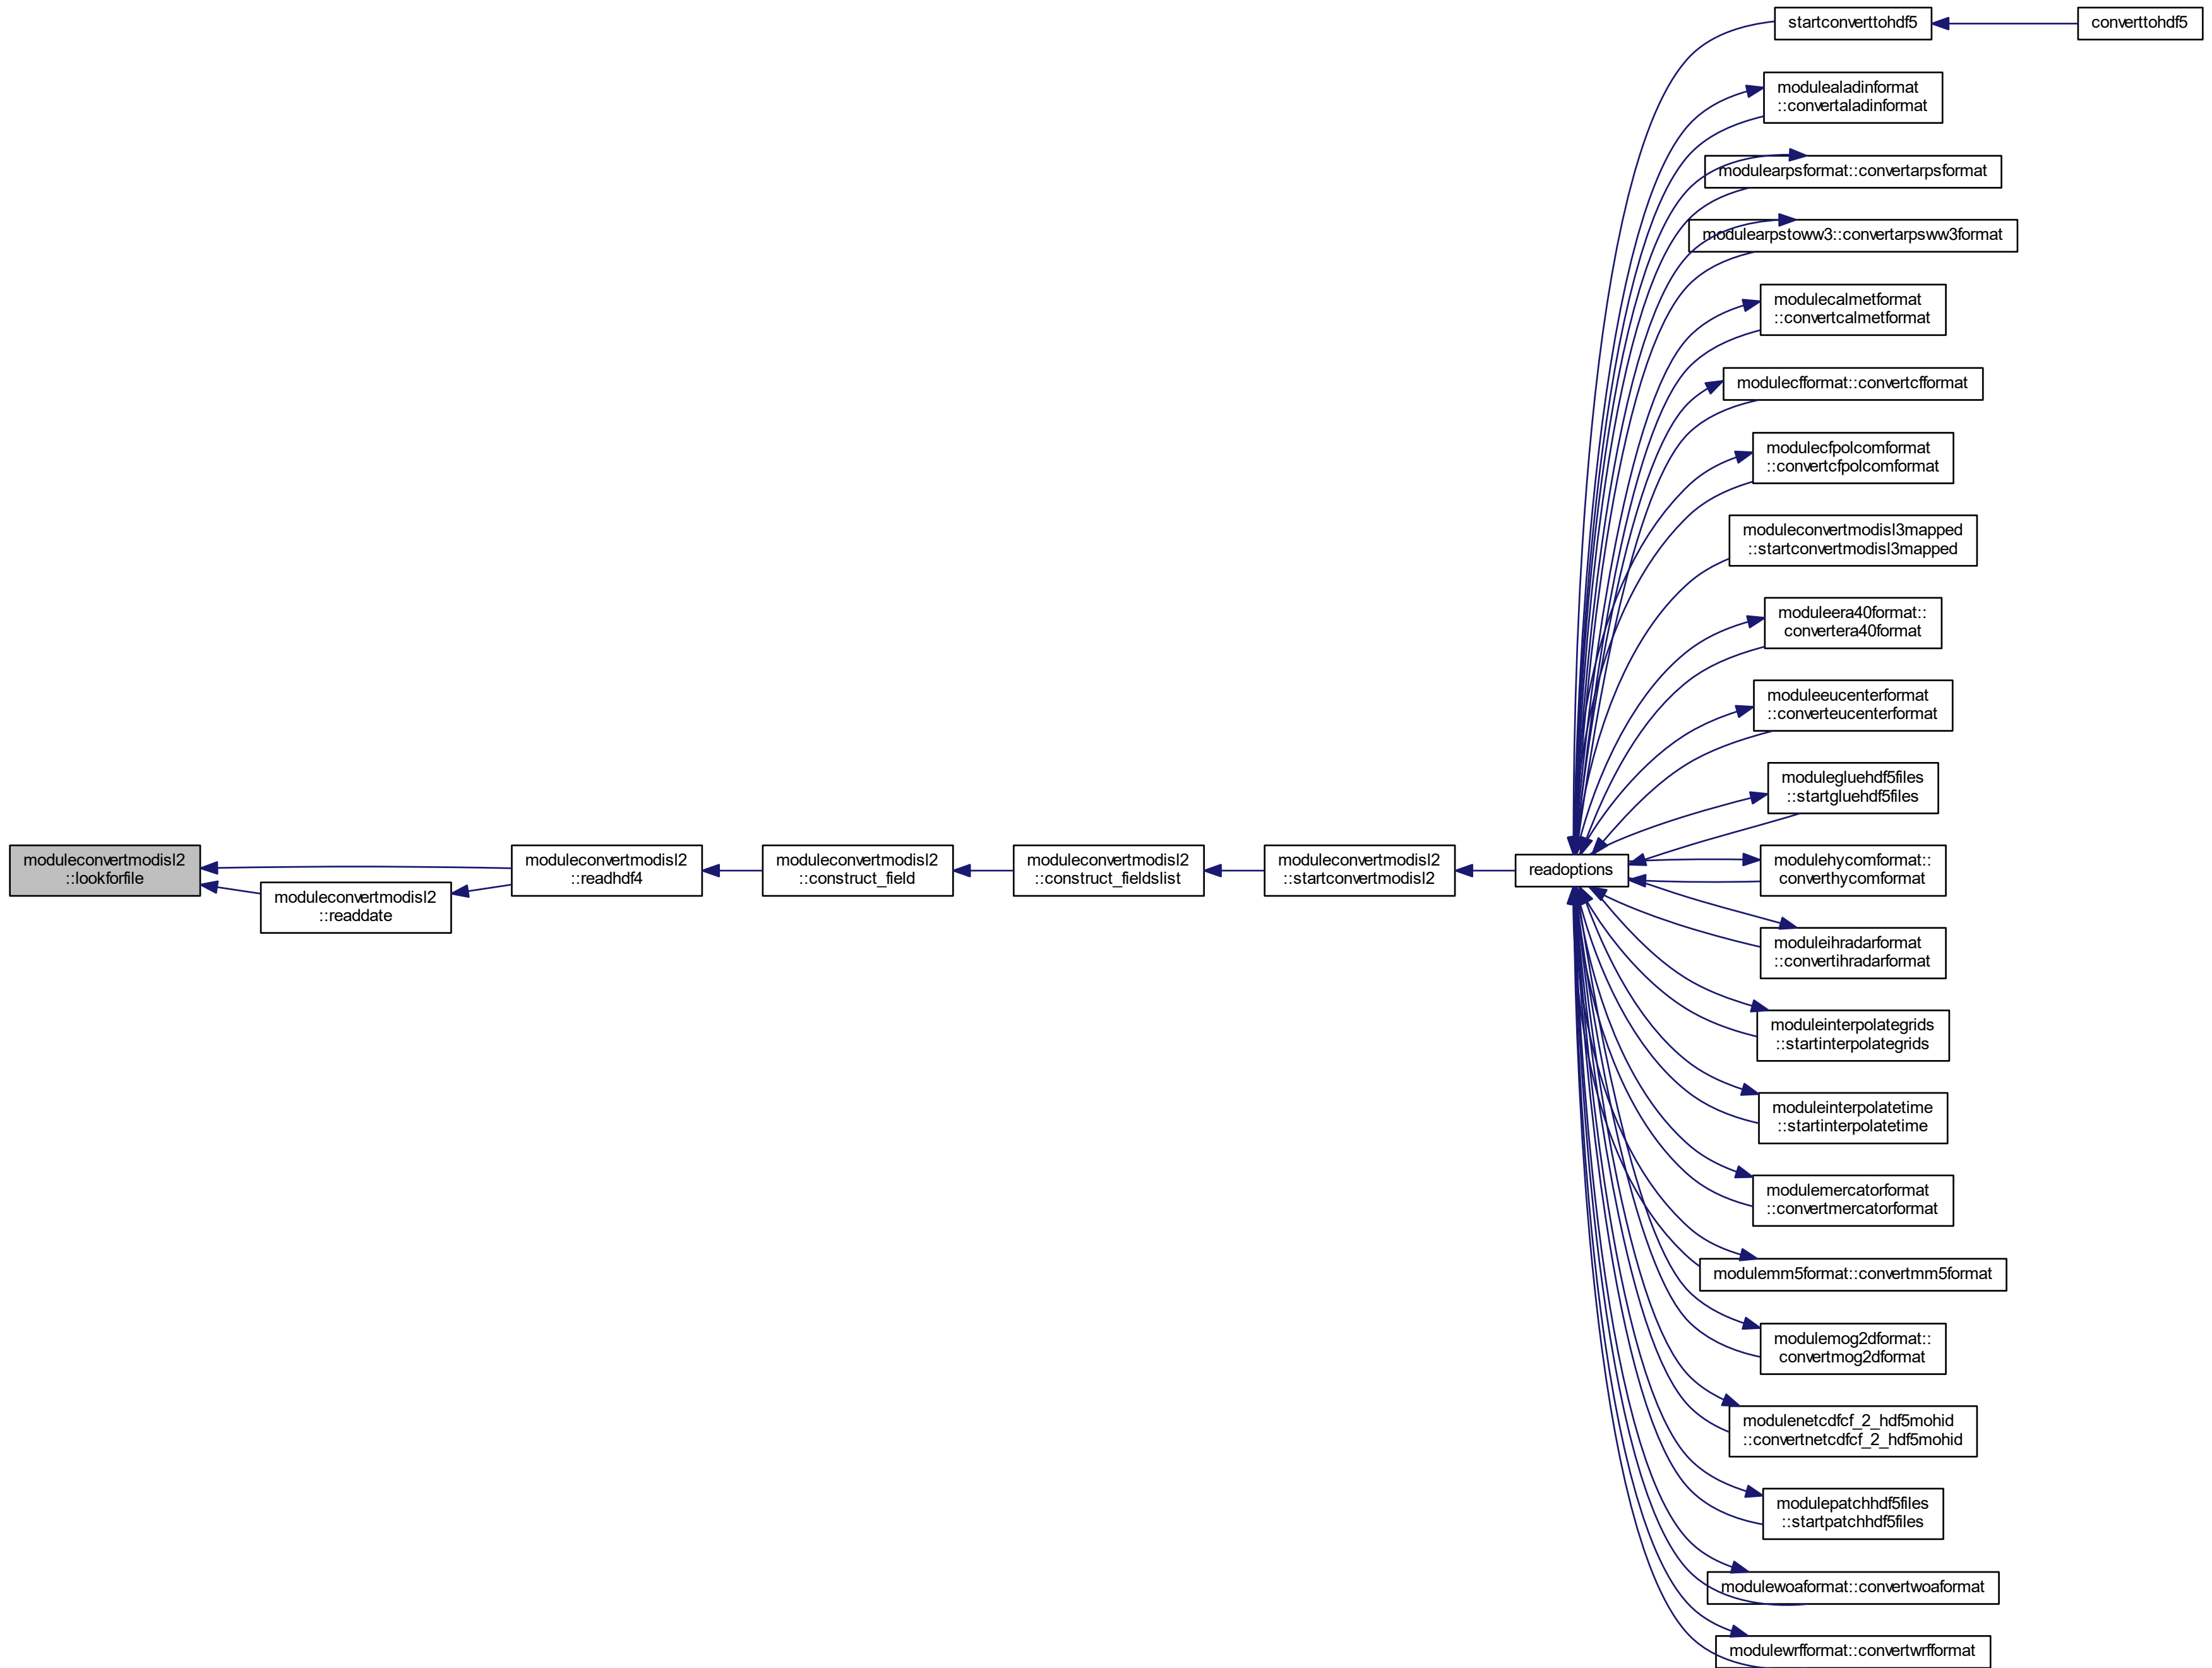 startconverttohdf5
converttohdf5
modulealadinformat
::convertaladinformat
modulearpsformat::convertarpsformat
modulearpstoww3::convertarpsww3format
modulecalmetformat
::convertcalmetformat
modulecfformat::convertcfformat
modulecfpolcomformat
::convertcfpolcomformat
moduleconvertmodisl3mapped
::startconvertmodisl3mapped
moduleera40format::
convertera40format
moduleeucenterformat
::converteucenterformat
modulegluehdf5files
::startgluehdf5files
moduleconvertmodisl2
::lookforfile
moduleconvertmodisl2
::readdate
moduleconvertmodisl2
::readhdf4
moduleconvertmodisl2
::construct_field
moduleconvertmodisl2
::construct_fieldslist
moduleconvertmodisl2
::startconvertmodisl2
readoptions
modulehycomformat::
converthycomformat
moduleihradarformat
::convertihradarformat
moduleinterpolategrids
::startinterpolategrids
moduleinterpolatetime
::startinterpolatetime
modulemercatorformat
::convertmercatorformat
modulemm5format::convertmm5format
modulemog2dformat::
convertmog2dformat
modulenetcdfcf_2_hdf5mohid
::convertnetcdfcf_2_hdf5mohid
modulepatchhdf5files
::startpatchhdf5files
modulewoaformat::convertwoaformat
modulewrfformat::convertwrfformat